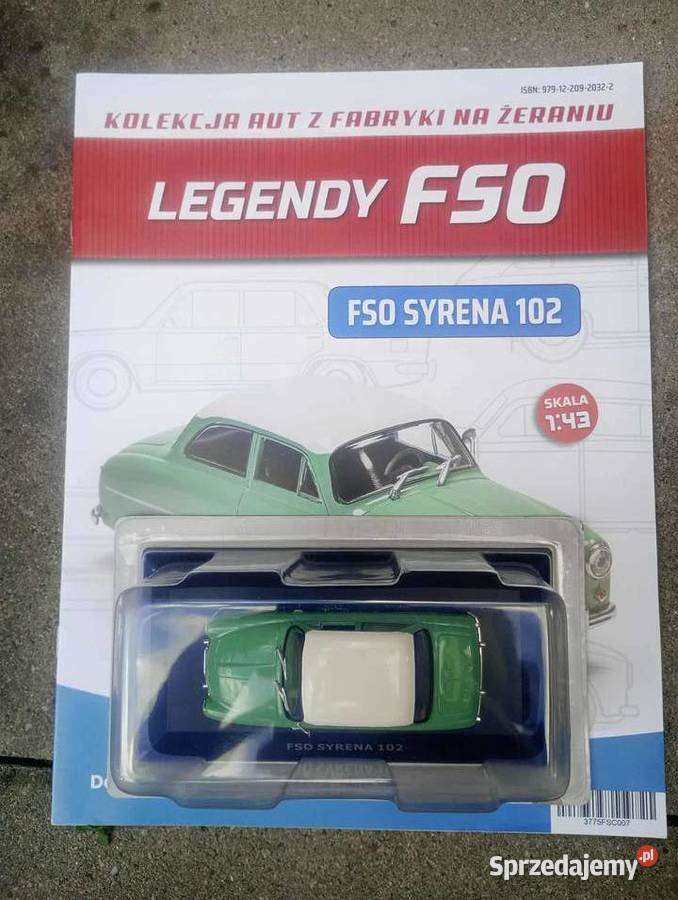 ISBN: 979-12-209-2032-2
KOLEKCJA AUT Z FABRYKI NA ŻERANIU
LEGENDY FSO
FSO SYRENA 102
SKALA
1:43
FSO SYRENA 102
3775FSC007
Sprzedajemy.pl